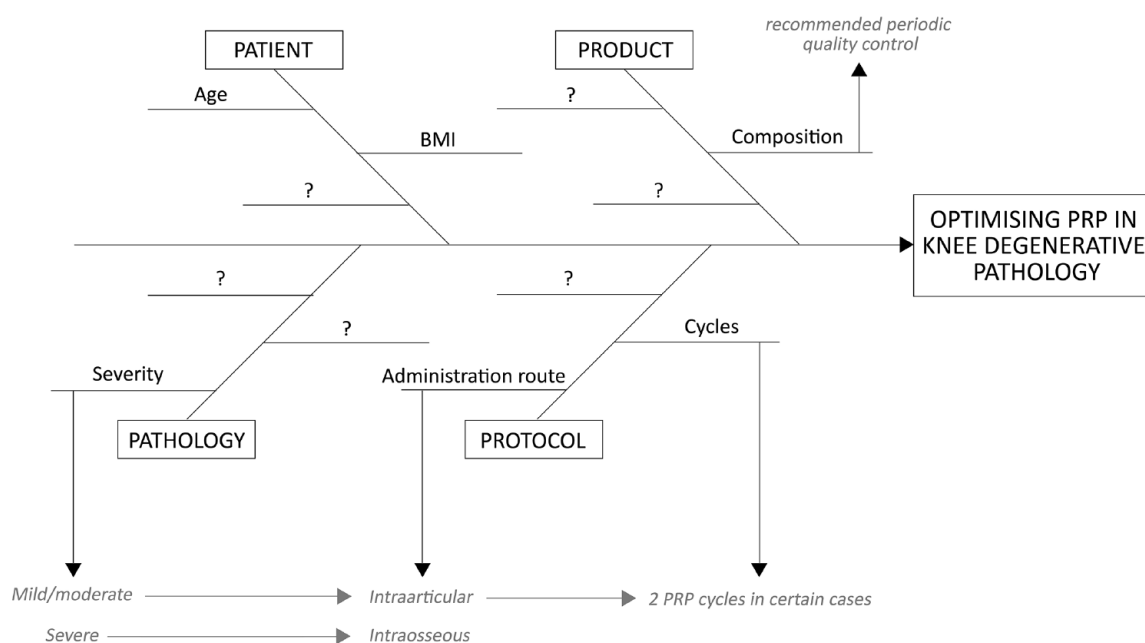 recommended periodic
quality control
PATIENT
PRODUCT
Age
?
BMI
Composition
?
?
OPTIMISING PRP IN
KNEE DEGENERATIVE
PATHOLOGY
?
?
?
Cycles
Severity
Administration route
PATHOLOGY
PROTOCOL
Mild/moderate
Intraarticular
2 PRP cycles in certain cases
Severe
Intraosseous